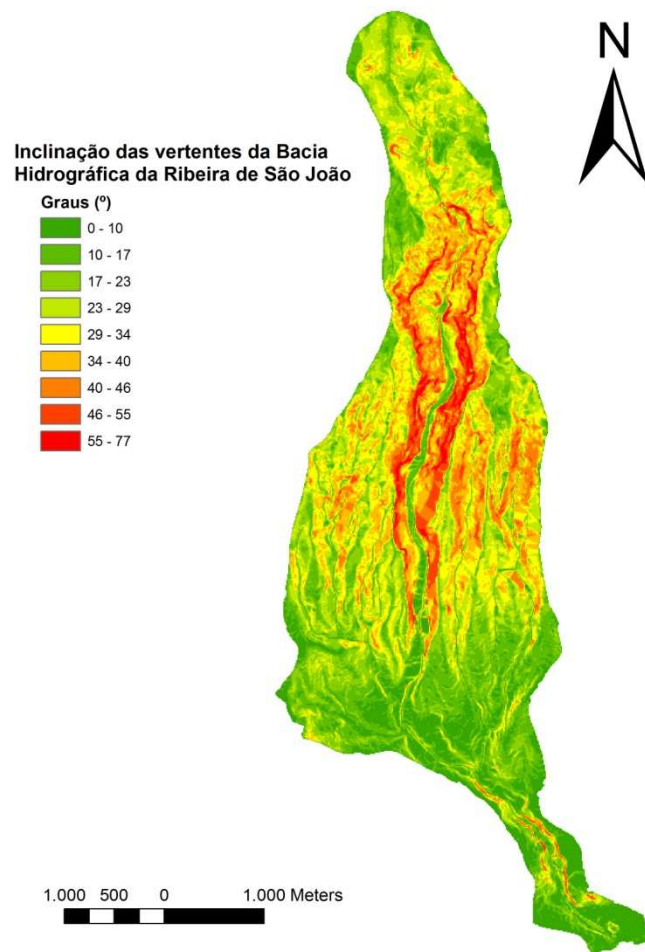 N
Inclinação das vertentes da Bacia
Hidrográfica da Ribeira de São João
Graus (º)
0 - 10
10 - 17
17 - 23
23 - 29
29 - 34
34 - 40
40 - 46
46 - 55
55 - 77
1.000 500 0 1.000 Meters